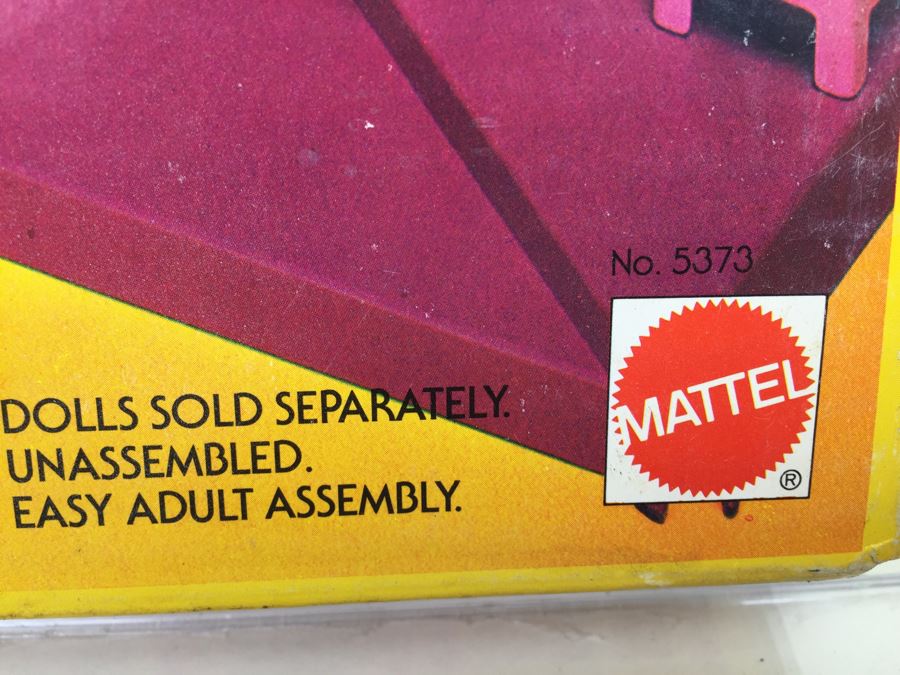 No. 5373
MATTEL
®
DOLLS SOLD SEPARATELY.
UNASSEMBLED.
EASY ADULT ASSEMBLY.